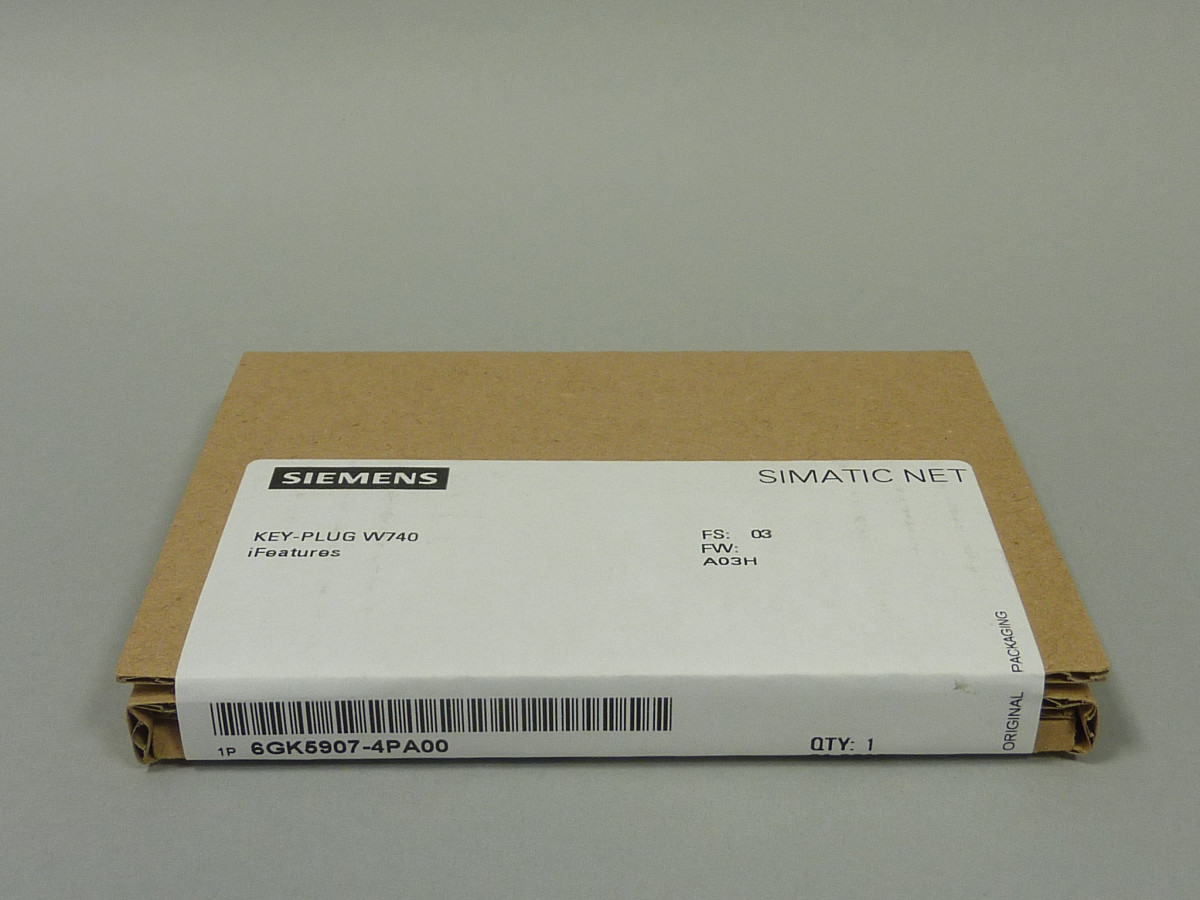 SIEMENS
SIMATIC NET
KEY-PLUG W740
iFeatures
FS: 03
FW:
A03H
ORIGINAL PACKAGING
1P 6GK5907-4PA00
QTY: 1